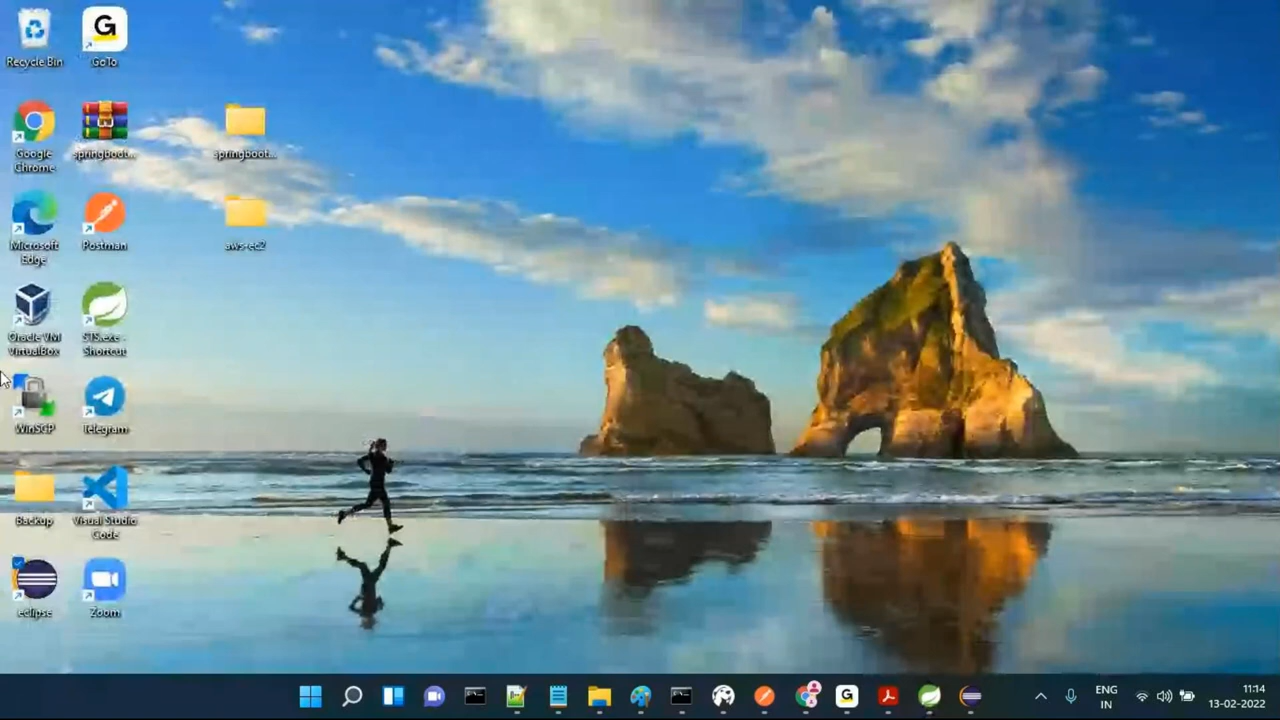 Recycle Bin
G
GoTo
Google
Chrome
springboot...
springboot...
Microsoft
Edge
Postman
aws-ec2
Oracle VM
VirtualBox
STS.exe -
Shortcut
WinSCP
Telegram
Backup
Visual Studio
Code
eclipse
Zoom
G
ENG
IN
11:14
13-02-2022